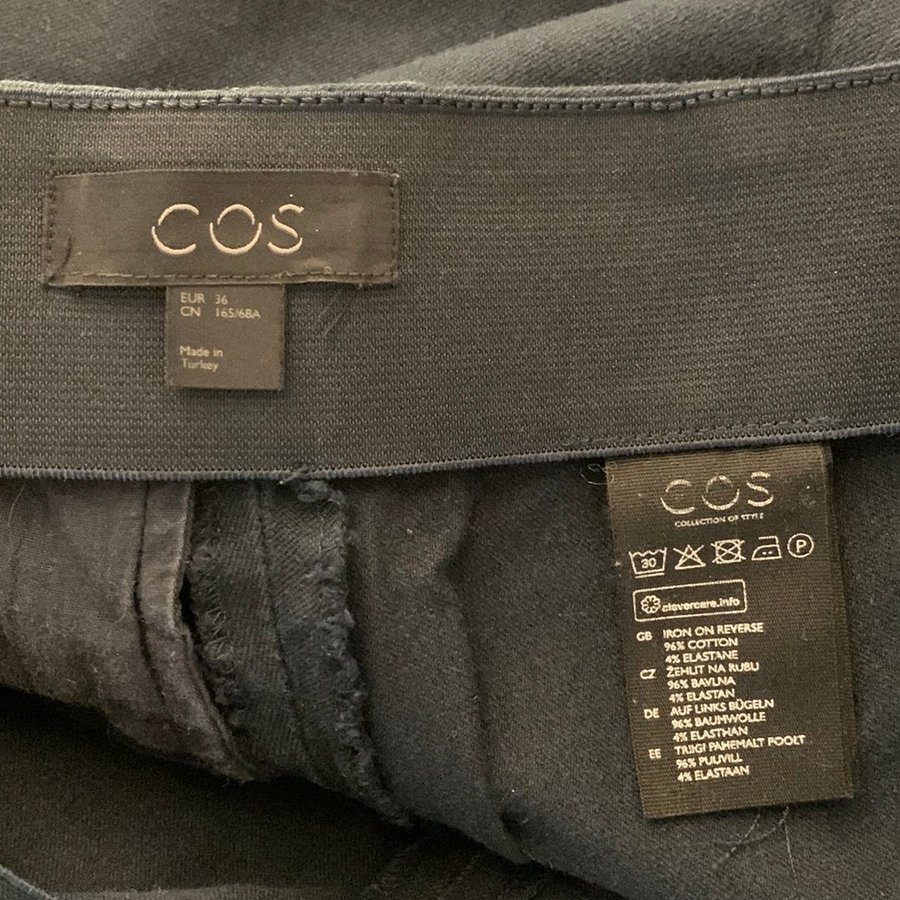 COS
EUR 36
CN 165/68A
Made in
Turkey
COS
COLLECTION OF STYLE
30 P
clevercare.info
GB IRON ON REVERSE
96% COTTON
4% ELASTANE
CZ ŽEHLIT NA RUBU
96% BAVLNA
4% ELASTAN
DE AUF LINKS BÜGELN
96% BAUMWOLLE
4% ELASTHAN
EE TRIIGI PAHEMALT POOLT
96% PUUVILL
4% ELASTAAN